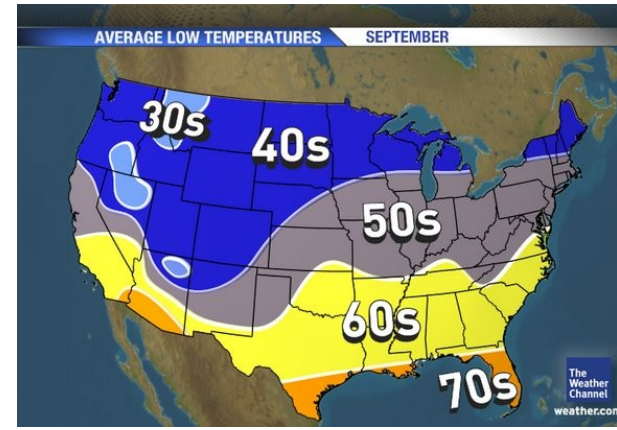 AVERAGE LOW TEMPERATURES SEPTEMBER
30s
40s
50s
60s
70s
The
Weather
Channel
weather.com